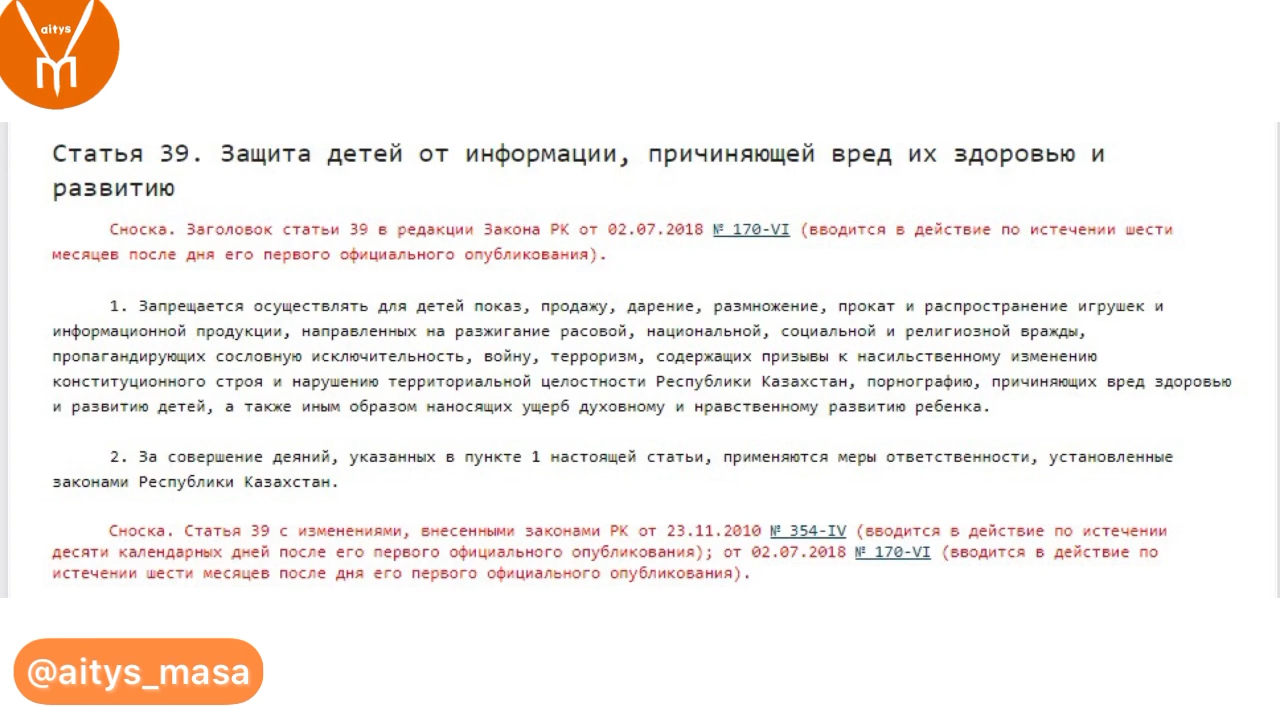 aitys
Статья 39. Защита детей от информации, причиняющей вред их здоровью и
развитию
Сноска. Заголовок статьи 39 в редакции Закона РК от 02.07.2018 № 170-VI (вводится в действие по истечении шести
месяцев после дня его первого официального опубликования).
1. Запрещается осуществлять для детей показ, продажу, дарение, размножение, прокат и распространение игрушек и
информационной продукции, направленных на разжигание расовой, национальной, социальной и религиозной вражды,
пропагандирующих сословную исключительность, войну, терроризм, содержащих призывы к насильственному изменению
конституционного строя и нарушению территориальной целостности Республики Казахстан, порнографию, причиняющих вред здоровью
и развитию детей, а также иным образом наносящих ущерб духовному и нравственному развитию ребенка.
2. За совершение деяний, указанных в пункте 1 настоящей статьи, применяются меры ответственности, установленные
законами Республики Казахстан.
Сноска. Статья 39 с изменениями, внесенными законами РК от 23.11.2010 № 354-IV (вводится в действие по истечении
десяти календарных дней после его первого официального опубликования); от 02.07.2018 № 170-VI (вводится в действие по
истечении шести месяцев после дня его первого официального опубликования).
@aitys_masa